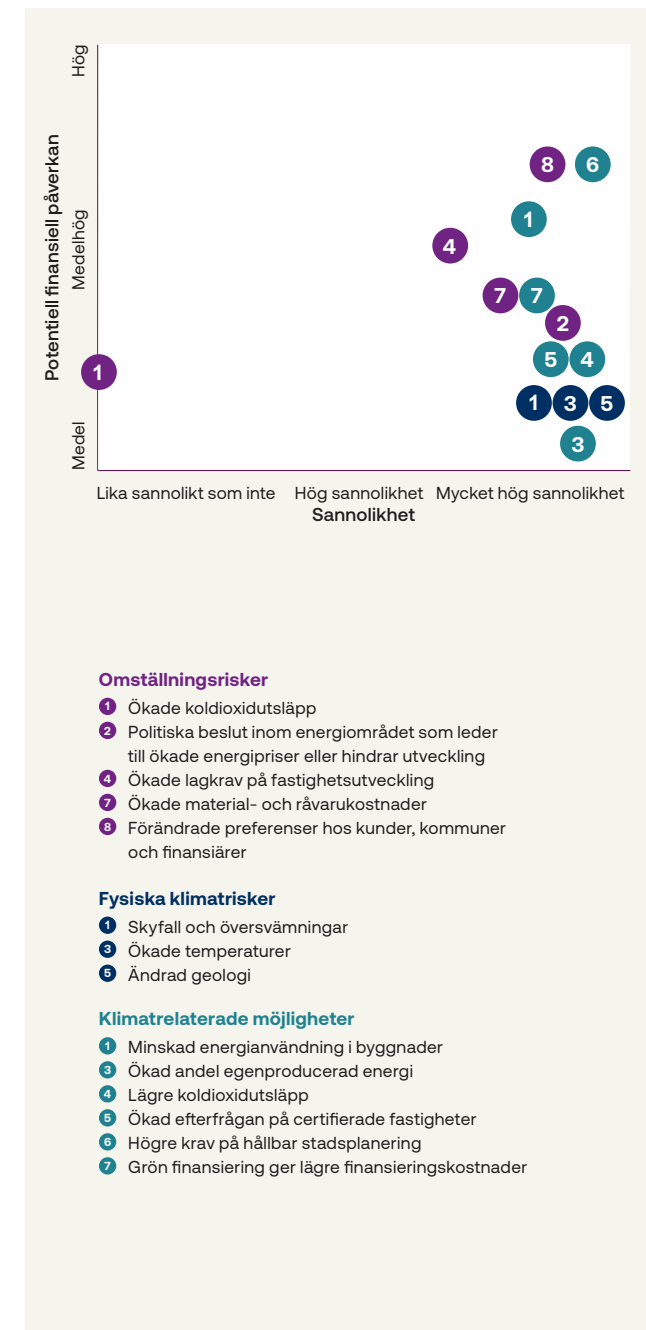 Hög
Medelhög
Medel
Potentiell finansiell påverkan
8
6
1
4
7
7
2
5
4
1
1
3
5
3
Lika sannolikt som inte
Hög sannolikhet
Mycket hög sannolikhet
Sannolikhet
Omställningsrisker
1 Ökade koldioxidutsläpp
2 Politiska beslut inom energiområdet som leder
till ökade energipriser eller hindrar utveckling
4 Ökade lagkrav på fastighetsutveckling
7 Ökade material- och råvarukostnader
8 Förändrade preferenser hos kunder, kommuner
och finansiärer
Fysiska klimatrisker
1 Skyfall och översvämningar
3 Ökade temperaturer
5 Ändrad geologi
Klimatrelaterade möjligheter
1 Minskad energianvändning i byggnader
3 Ökad andel egenproducerad energi
4 Lägre koldioxidutsläpp
5 Ökad efterfrågan på certifierade fastigheter
6 Högre krav på hållbar stadsplanering
7 Grön finansiering ger lägre finansieringskostnader